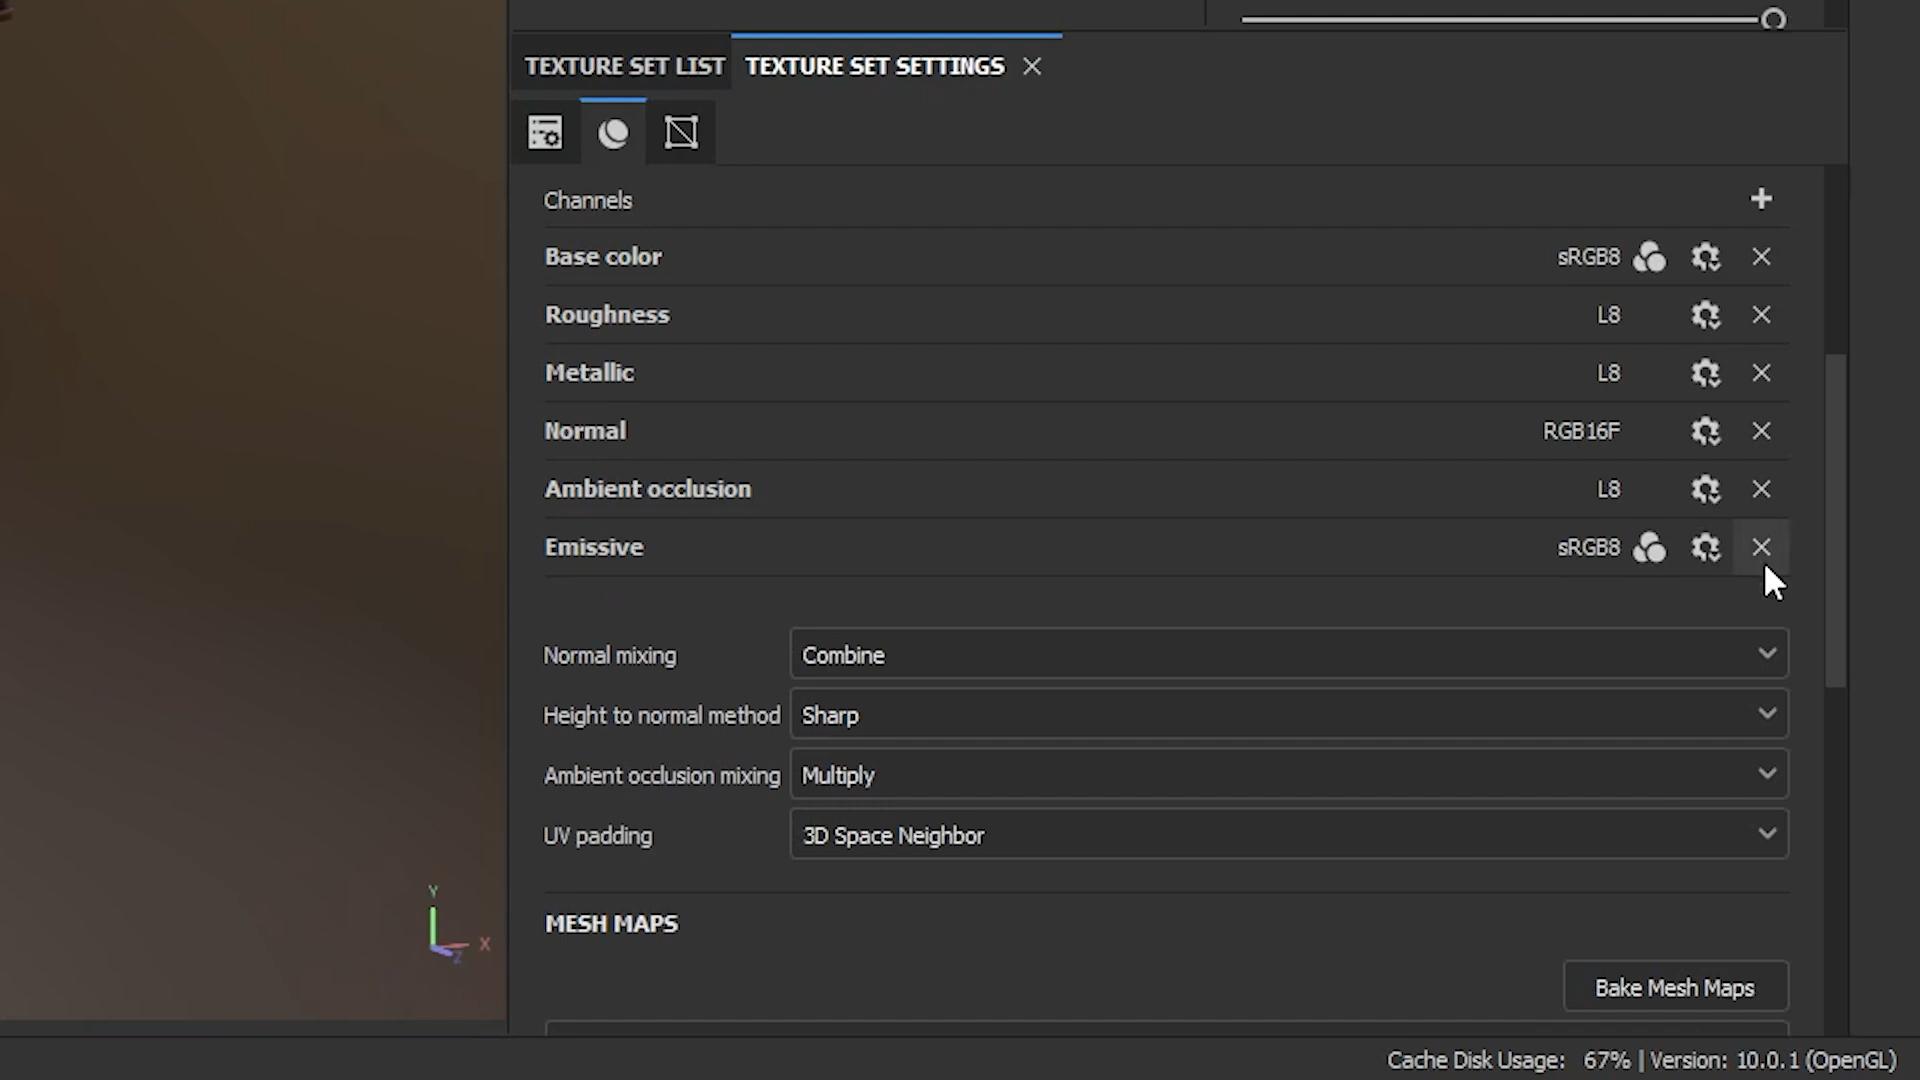 TEXTURE SET LIST
TEXTURE SET SETTINGS
Channels
Base color
sRGB8
Roughness
L8
Metallic
L8
Normal
RGB16F
Ambient occlusion
L8
Emissive
sRGB8
Normal mixing
Combine
Height to normal method
Sharp
Ambient occlusion mixing
Multiply
UV padding
3D Space Neighbor
Y
X
Z
MESH MAPS
Bake Mesh Maps
Cache Disk Usage: 67% | Version: 10.0.1 (OpenGL)